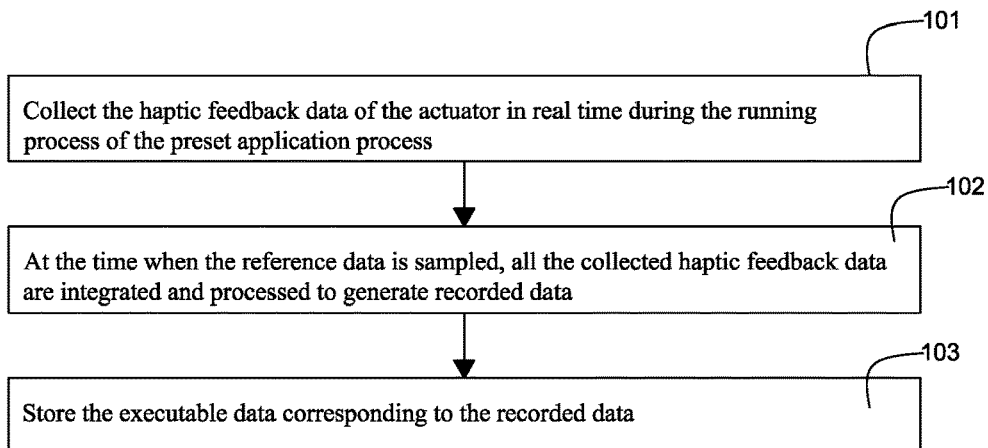 101
Collect the haptic feedback data of the actuator in real time during the running
process of the preset application process
102
At the time when the reference data is sampled, all the collected haptic feedback data
are integrated and processed to generate recorded data
103
Store the executable data corresponding to the recorded data